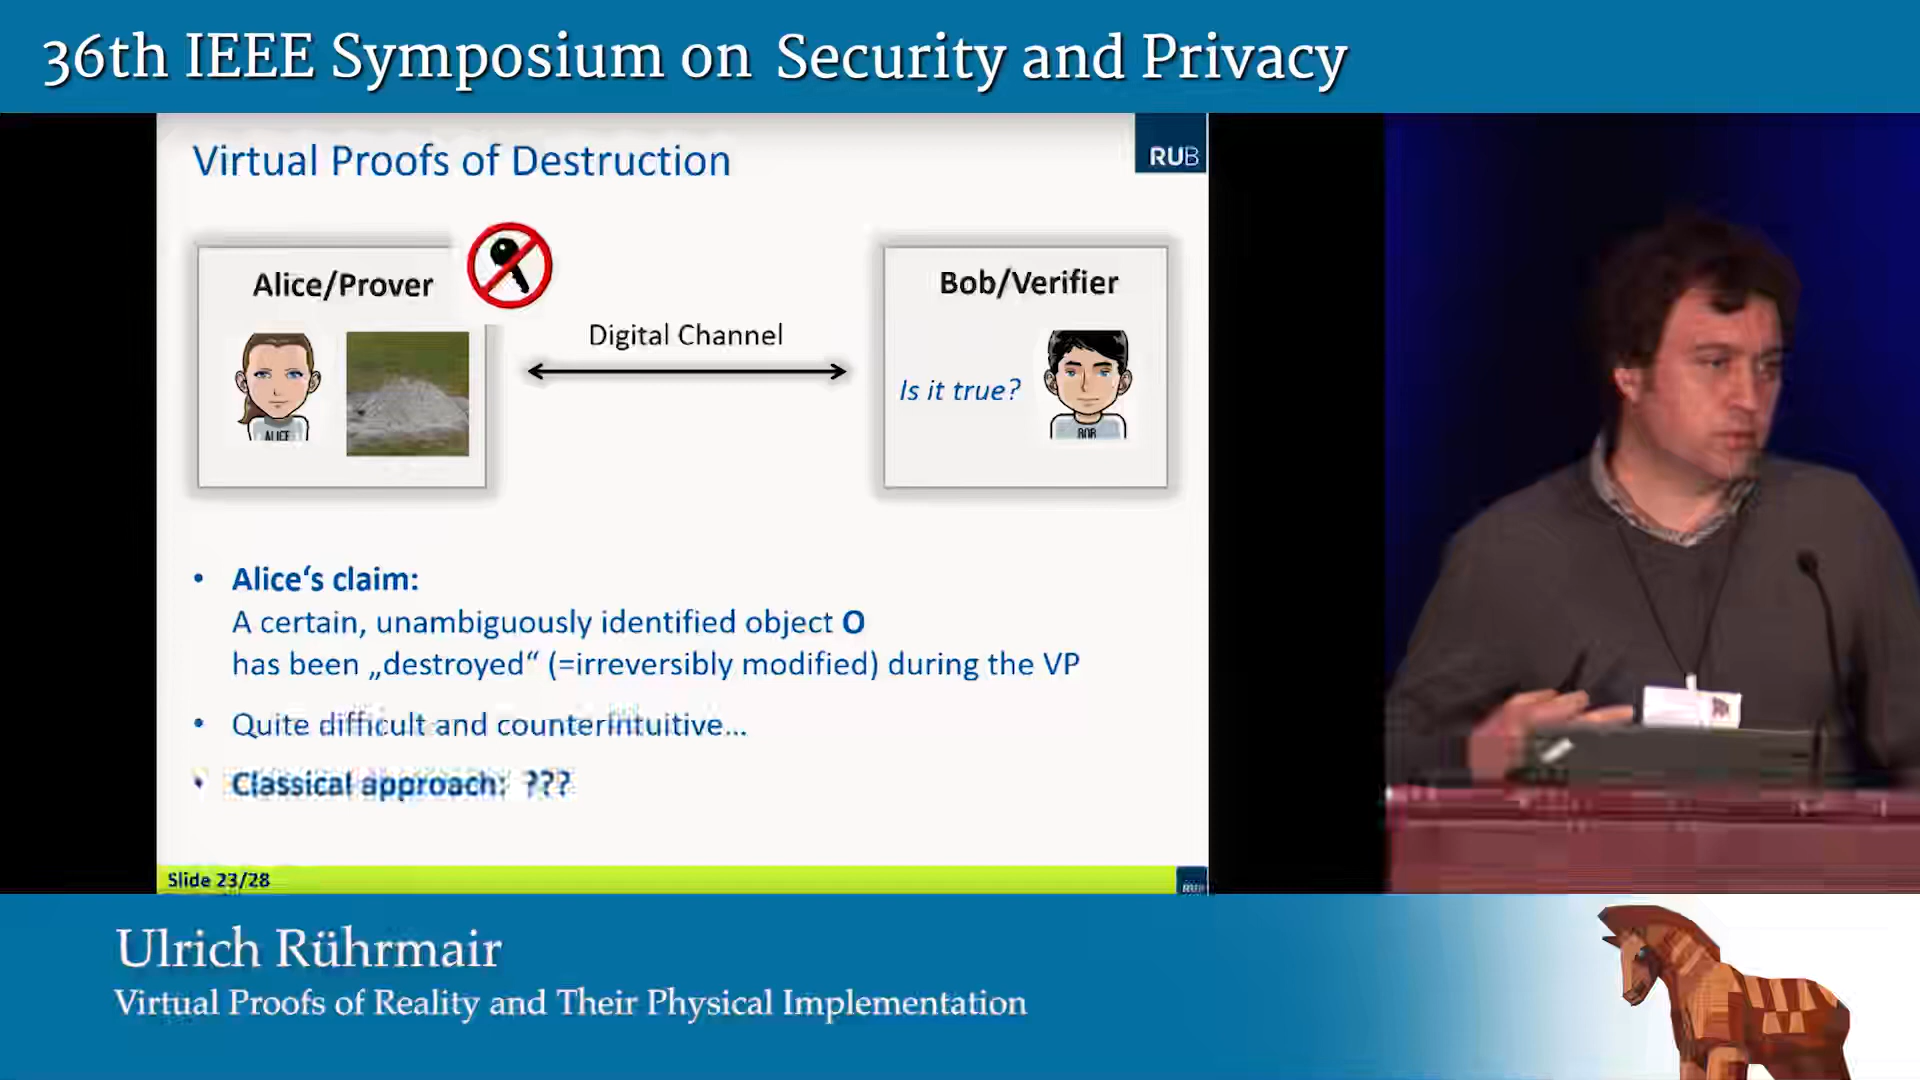 36th IEEE Symposium on Security and Privacy
Virtual Proofs of Destruction
RUB
Alice/Prover
Bob/Verifier
Digital Channel
Is it true?
ALICE
BOB
• Alice‘s claim:
A certain, unambiguously identified object O
has been „destroyed“ (=irreversibly modified) during the VP
• Quite difficult and counterintuitive...
• Classical approach: ???
Slide 23/28
RUB
Ulrich Rührmair
Virtual Proofs of Reality and Their Physical Implementation